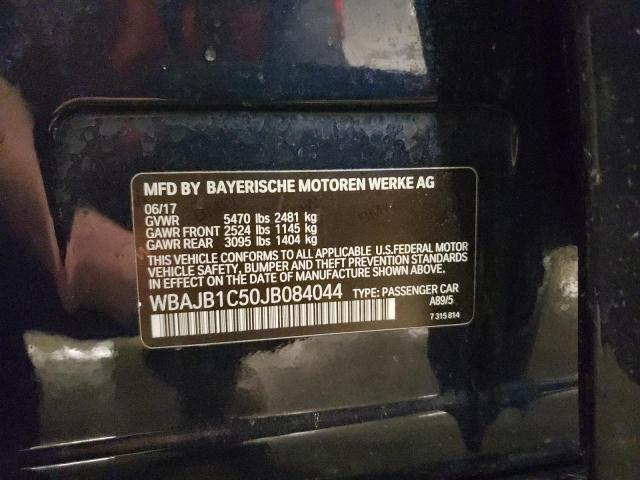 MFD BY BAYERISCHE MOTOREN WERKE AG
06/17
GVWR 5470 lbs 2481 kg
GAWR FRONT 2524 lbs 1145 kg
GAWR REAR 3095 lbs 1404 kg
THIS VEHICLE CONFORMS TO ALL APPLICABLE U.S.FEDERAL MOTOR
VEHICLE SAFETY, BUMPER AND THEFT PREVENTION STANDARDS
IN EFFECT ON THE DATE OF MANUFACTURE SHOWN ABOVE.
WBAJB1C50JB084044 TYPE: PASSENGER CAR
A89/5
7 315 814